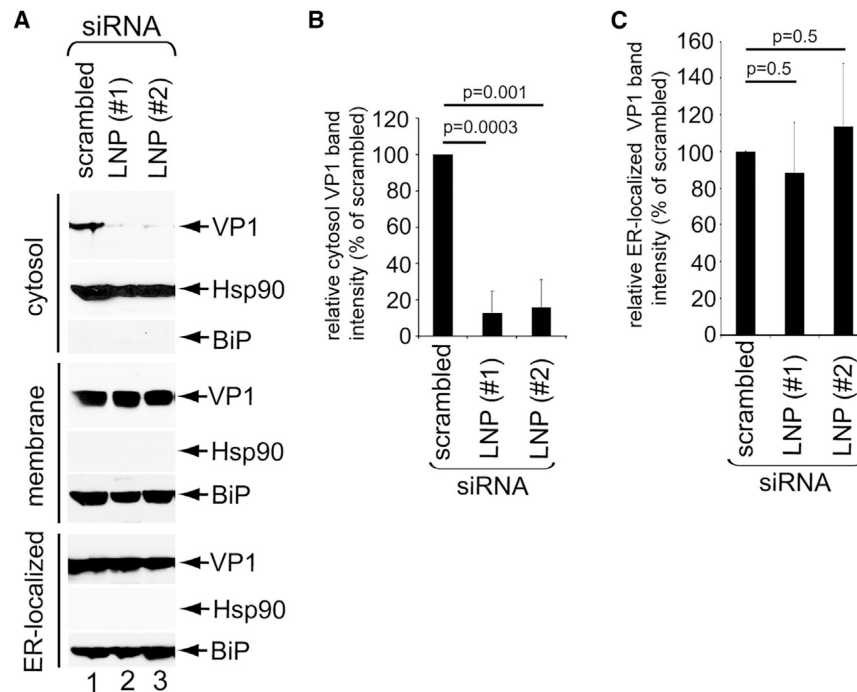 A
siRNA
scrambled
LNP (#1)
LNP (#2)
cytosol
VP1
Hsp90
BiP
membrane
VP1
Hsp90
BiP
ER-localized
VP1
Hsp90
BiP
1 2 3
B
relative cytosol VP1 band
intensity (% of scrambled)
120
100
80
60
40
20
0
p=0.001
p=0.0003
scrambled
LNP (#1)
LNP (#2)
siRNA
C
relative ER-localized VP1 band
intensity (% of scrambled)
160
140
120
100
80
60
40
20
0
p=0.5
p=0.5
scrambled
LNP (#1)
LNP (#2)
siRNA